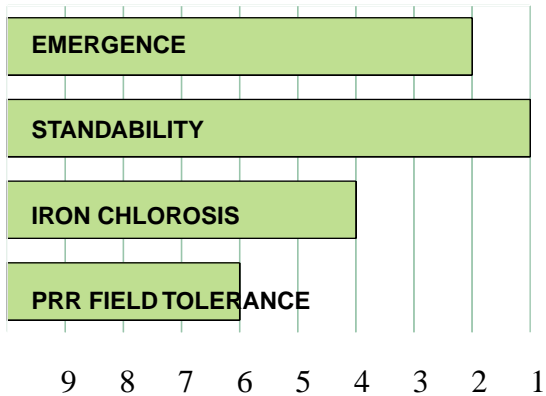 EMERGENCE
STANDABILITY
IRON CHLOROSIS
PRR FIELD TOLERANCE
9 8 7 6 5 4 3 2 1